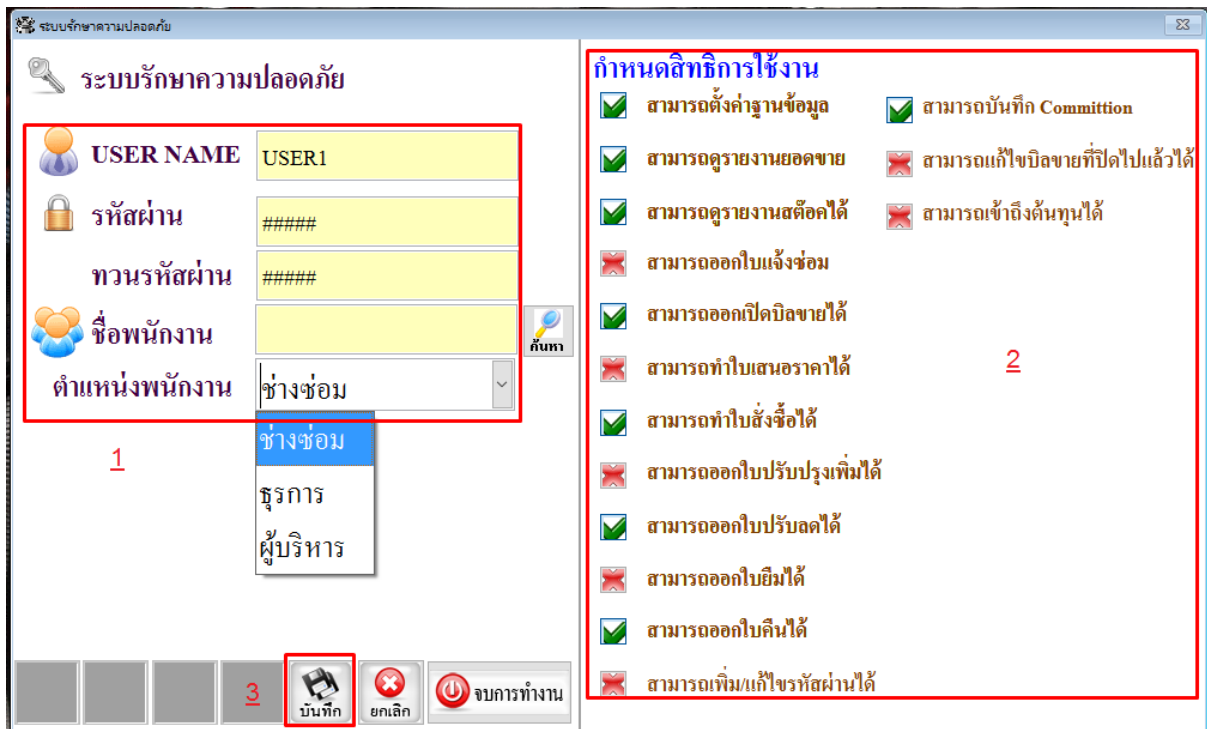 ระบบรักษาความปลอดภัย
ระบบรักษาความปลอดภัย
USER NAME
USER1
รหัสผ่าน
#####
ทวนรหัสผ่าน
#####
ชื่อพนักงาน
ค้นหา
ตำแหน่งพนักงาน
ช่างซ่อม
ช่างซ่อม
ธุรการ
ผู้บริหาร
1
3
บันทึก
ยกเลิก
จบการทำงาน
กำหนดสิทธิการใช้งาน
สามารถตั้งค่าฐานข้อมูล
สามารถดูรายงานยอดขาย
สามารถดูรายงานสต๊อคได้
สามารถออกใบแจ้งซ่อม
สามารถออกเปิดบิลขายได้
สามารถทำใบเสนอราคาได้
สามารถทำใบสั่งซื้อได้
สามารถออกใบปรับปรุงเพิ่มได้
สามารถออกใบปรับลดได้
สามารถออกใบยืมได้
สามารถออกใบคืนได้
สามารถเพิ่ม/แก้ไขรหัสผ่านได้
สามารถบันทึก Committion
สามารถแก้ไขบิลขายที่ปิดไปแล้วได้
สามารถเข้าถึงต้นทุนได้
2